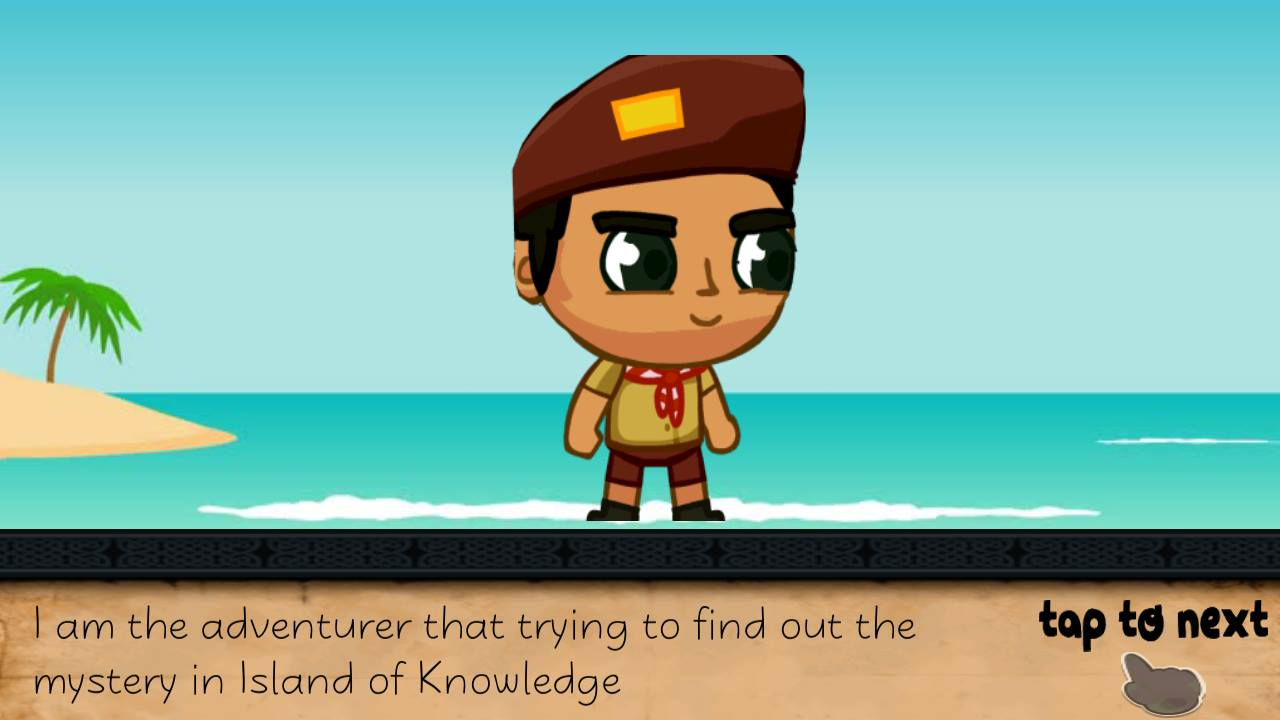 I am the adventurer that trying to find out the
mystery in Island of Knowledge
tap to next